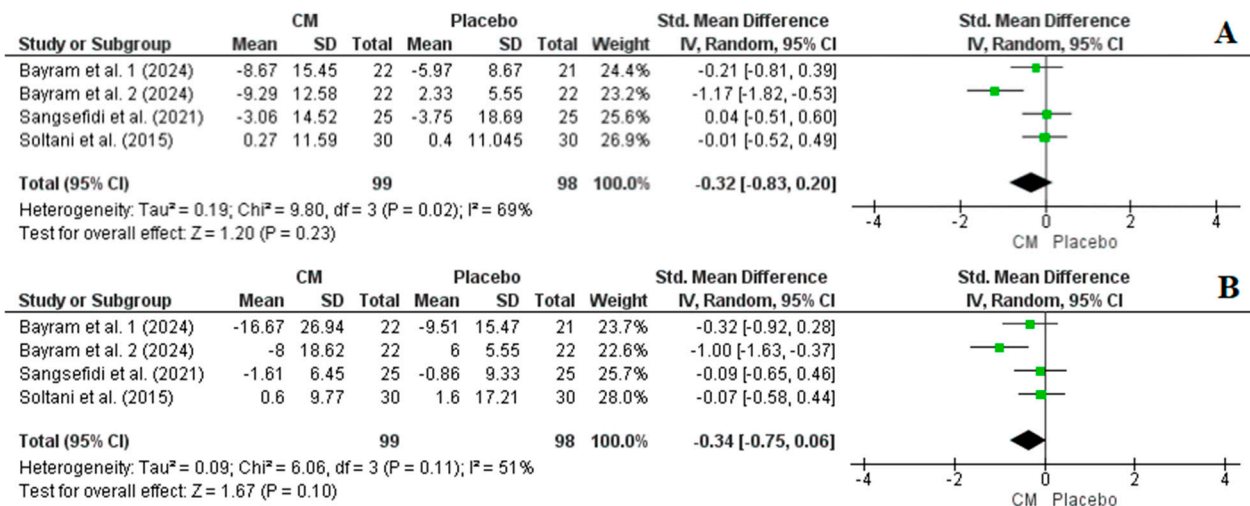 CM Placebo Std. Mean Difference Std. Mean Difference A
Study or Subgroup Mean SD Total Mean SD Total Weight IV, Random, 95% CI IV, Random, 95% CI
Bayram et al. 1 (2024) -8.67 15.45 22 -5.97 8.67 21 24.4% -0.21 [-0.81, 0.39]
Bayram et al. 2 (2024) -9.29 12.58 22 2.33 5.55 22 23.2% -1.17 [-1.82, -0.53]
Sangsefidi et al. (2021) -3.06 14.52 25 -3.75 18.69 25 25.6% 0.04 [-0.51, 0.60]
Soltani et al. (2015) 0.27 11.59 30 0.4 11.045 30 26.9% -0.01 [-0.52, 0.49]
Total (95% CI) 99 98 100.0% -0.32 [-0.83, 0.20]
Heterogeneity: Tau² = 0.19; Chi² = 9.80, df = 3 (P = 0.02); I² = 69%
Test for overall effect: Z = 1.20 (P = 0.23)
-4 -2 0 2 4
CM Placebo
CM Placebo Std. Mean Difference Std. Mean Difference B
Study or Subgroup Mean SD Total Mean SD Total Weight IV, Random, 95% CI IV, Random, 95% CI
Bayram et al. 1 (2024) -16.67 26.94 22 -9.51 15.47 21 23.7% -0.32 [-0.92, 0.28]
Bayram et al. 2 (2024) -8 18.62 22 6 5.55 22 22.6% -1.00 [-1.63, -0.37]
Sangsefidi et al. (2021) -1.61 6.45 25 -0.86 9.33 25 25.7% -0.09 [-0.65, 0.46]
Soltani et al. (2015) 0.6 9.77 30 1.6 17.21 30 28.0% -0.07 [-0.58, 0.44]
Total (95% CI) 99 98 100.0% -0.34 [-0.75, 0.06]
Heterogeneity: Tau² = 0.09; Chi² = 6.06, df = 3 (P = 0.11); I² = 51%
Test for overall effect: Z = 1.67 (P = 0.10)
-4 -2 0 2 4
CM Placebo